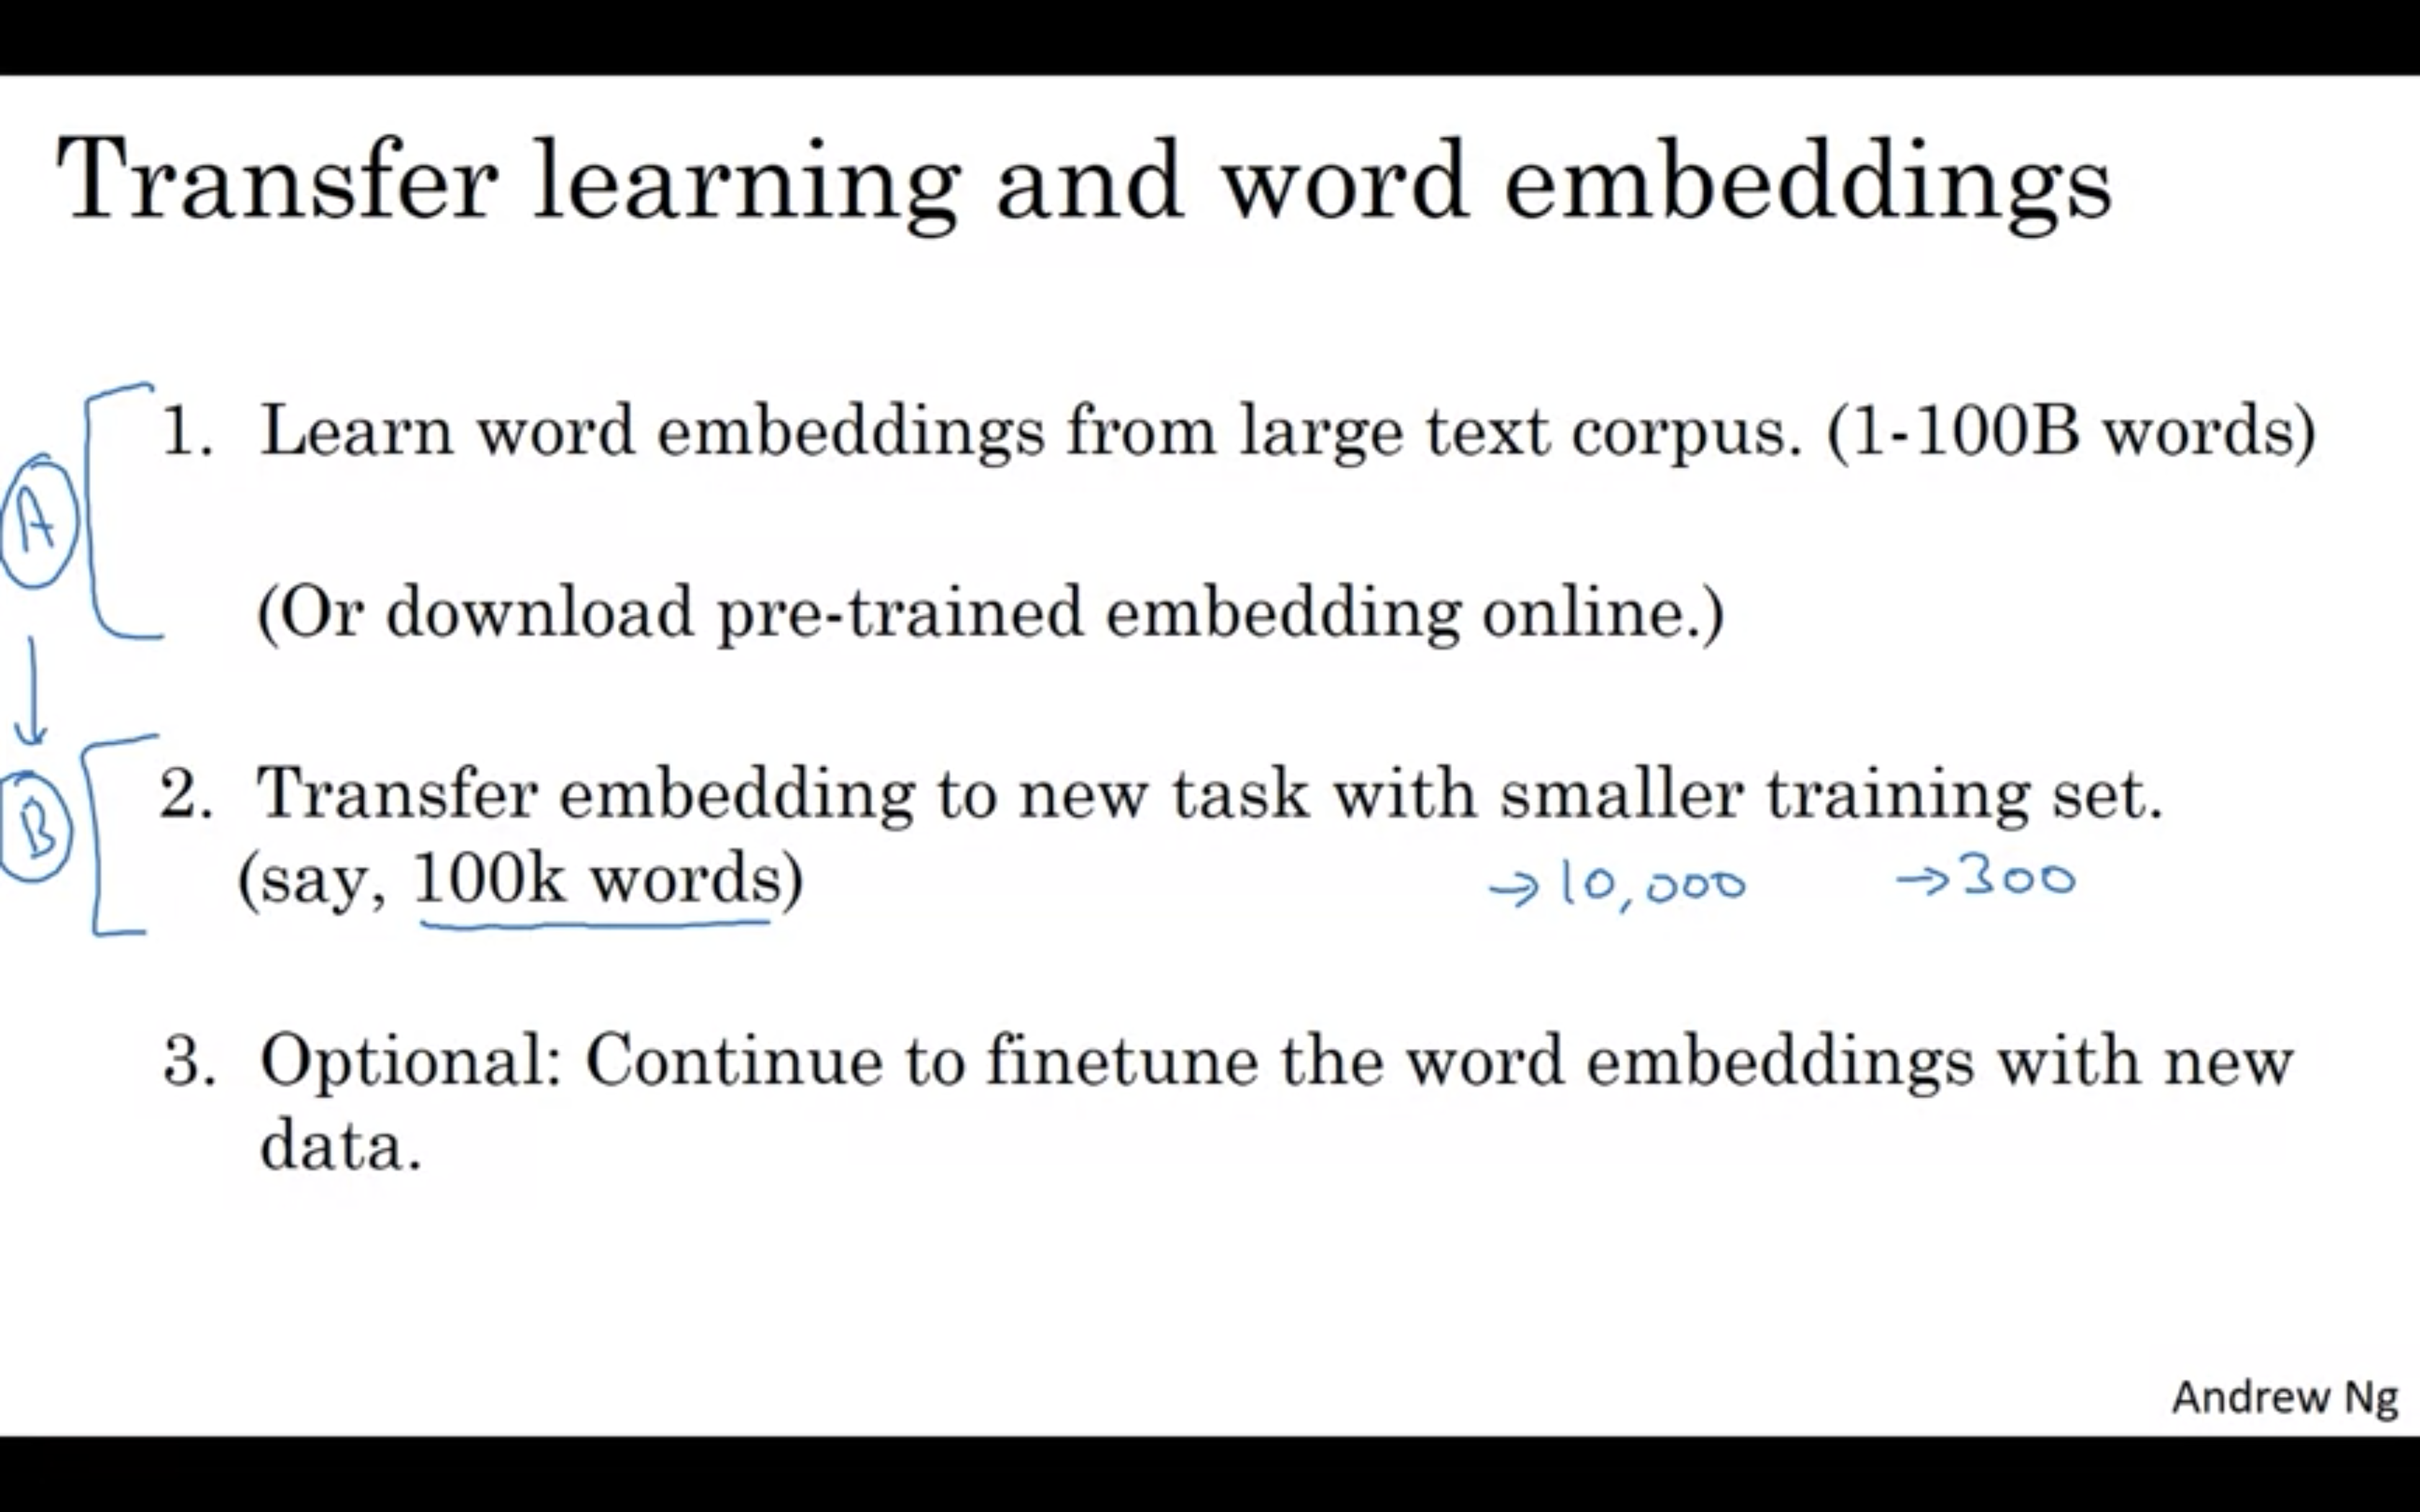 Transfer learning and word embeddings
1. Learn word embeddings from large text corpus. (1-100B words)
A
(Or download pre-trained embedding online.)
2. Transfer embedding to new task with smaller training set.
B
(say, 100k words) →10,000 →300
3. Optional: Continue to finetune the word embeddings with new
data.
Andrew Ng